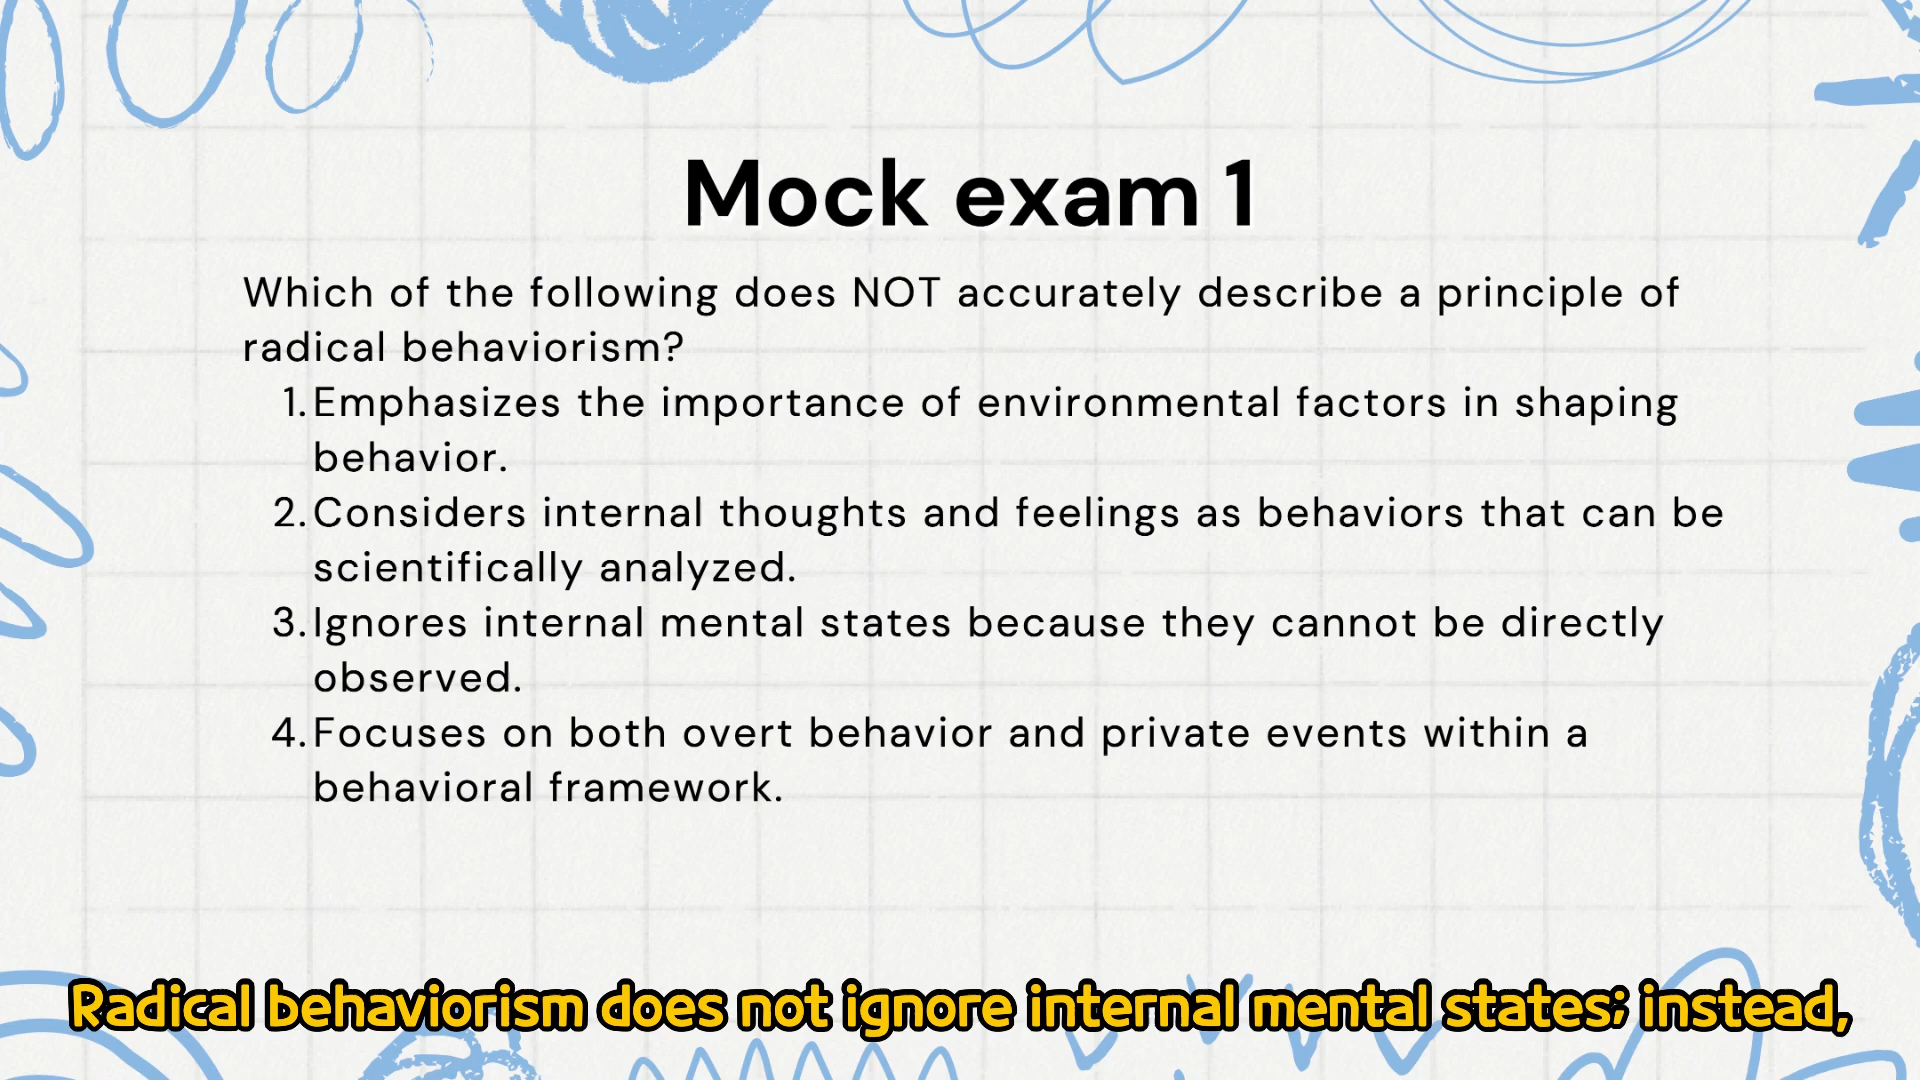 Mock exam 1
Which of the following does NOT accurately describe a principle of
radical behaviorism?
1. Emphasizes the importance of environmental factors in shaping
behavior.
2. Considers internal thoughts and feelings as behaviors that can be
scientifically analyzed.
3. Ignores internal mental states because they cannot be directly
observed.
4. Focuses on both overt behavior and private events within a
behavioral framework.
Radical behaviorism does not ignore internal mental states; instead,